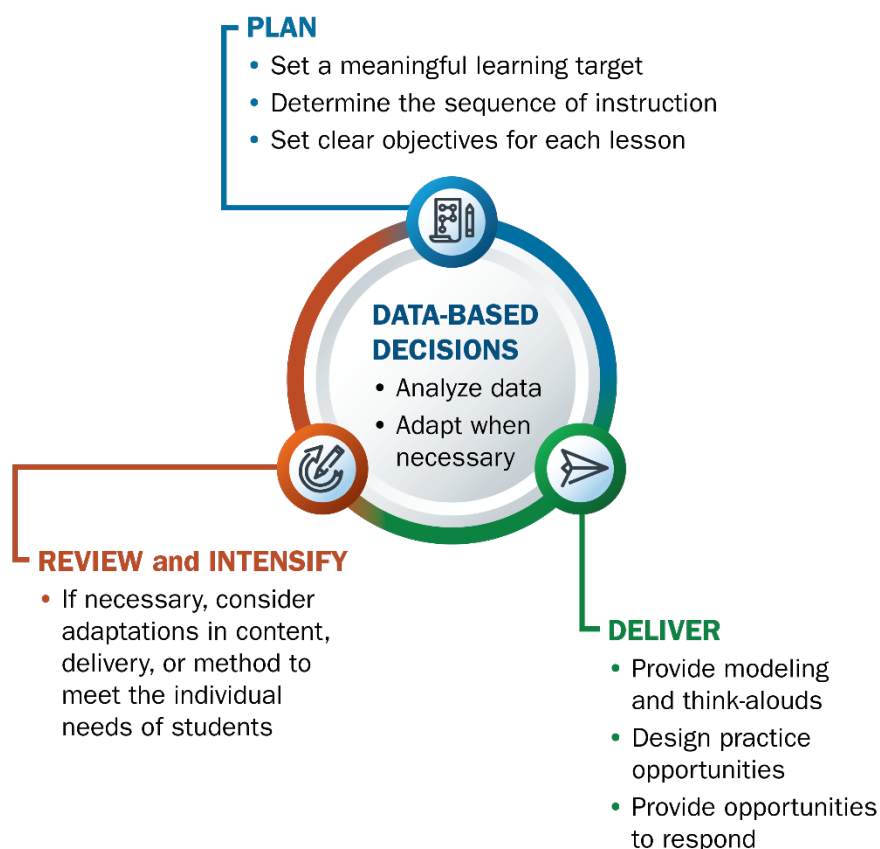 PLAN
• Set a meaningful learning target
• Determine the sequence of instruction
• Set clear objectives for each lesson
DATA-BASED
DECISIONS
• Analyze data
• Adapt when
necessary
REVIEW and INTENSIFY
• If necessary, consider
adaptations in content,
delivery, or method to
meet the individual
needs of students
DELIVER
• Provide modeling
and think-alouds
• Design practice
opportunities
• Provide opportunities
to respond